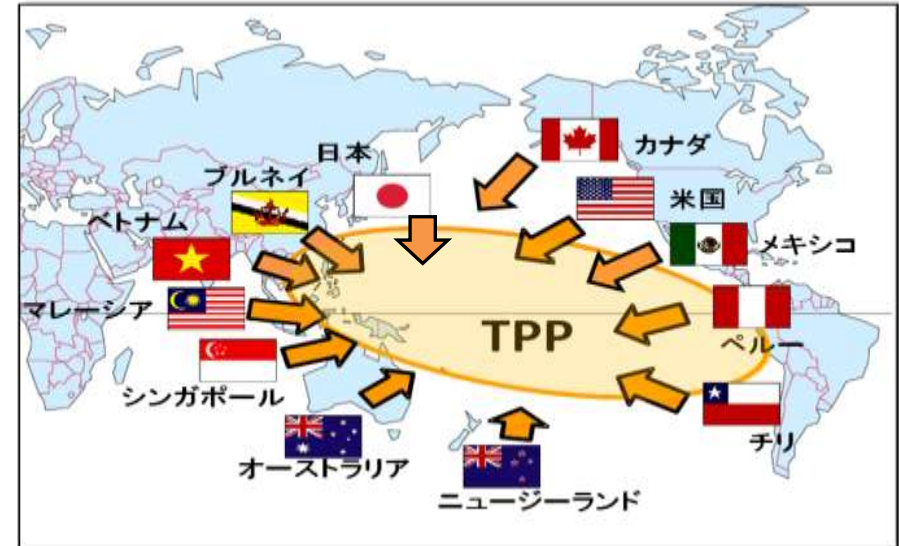 日本
ブルネイ
ベトナム
マレーシア
シンガポール
オーストラリア
ニュージーランド
カナダ
米国
メキシコ
ペルー
チリ
TPP